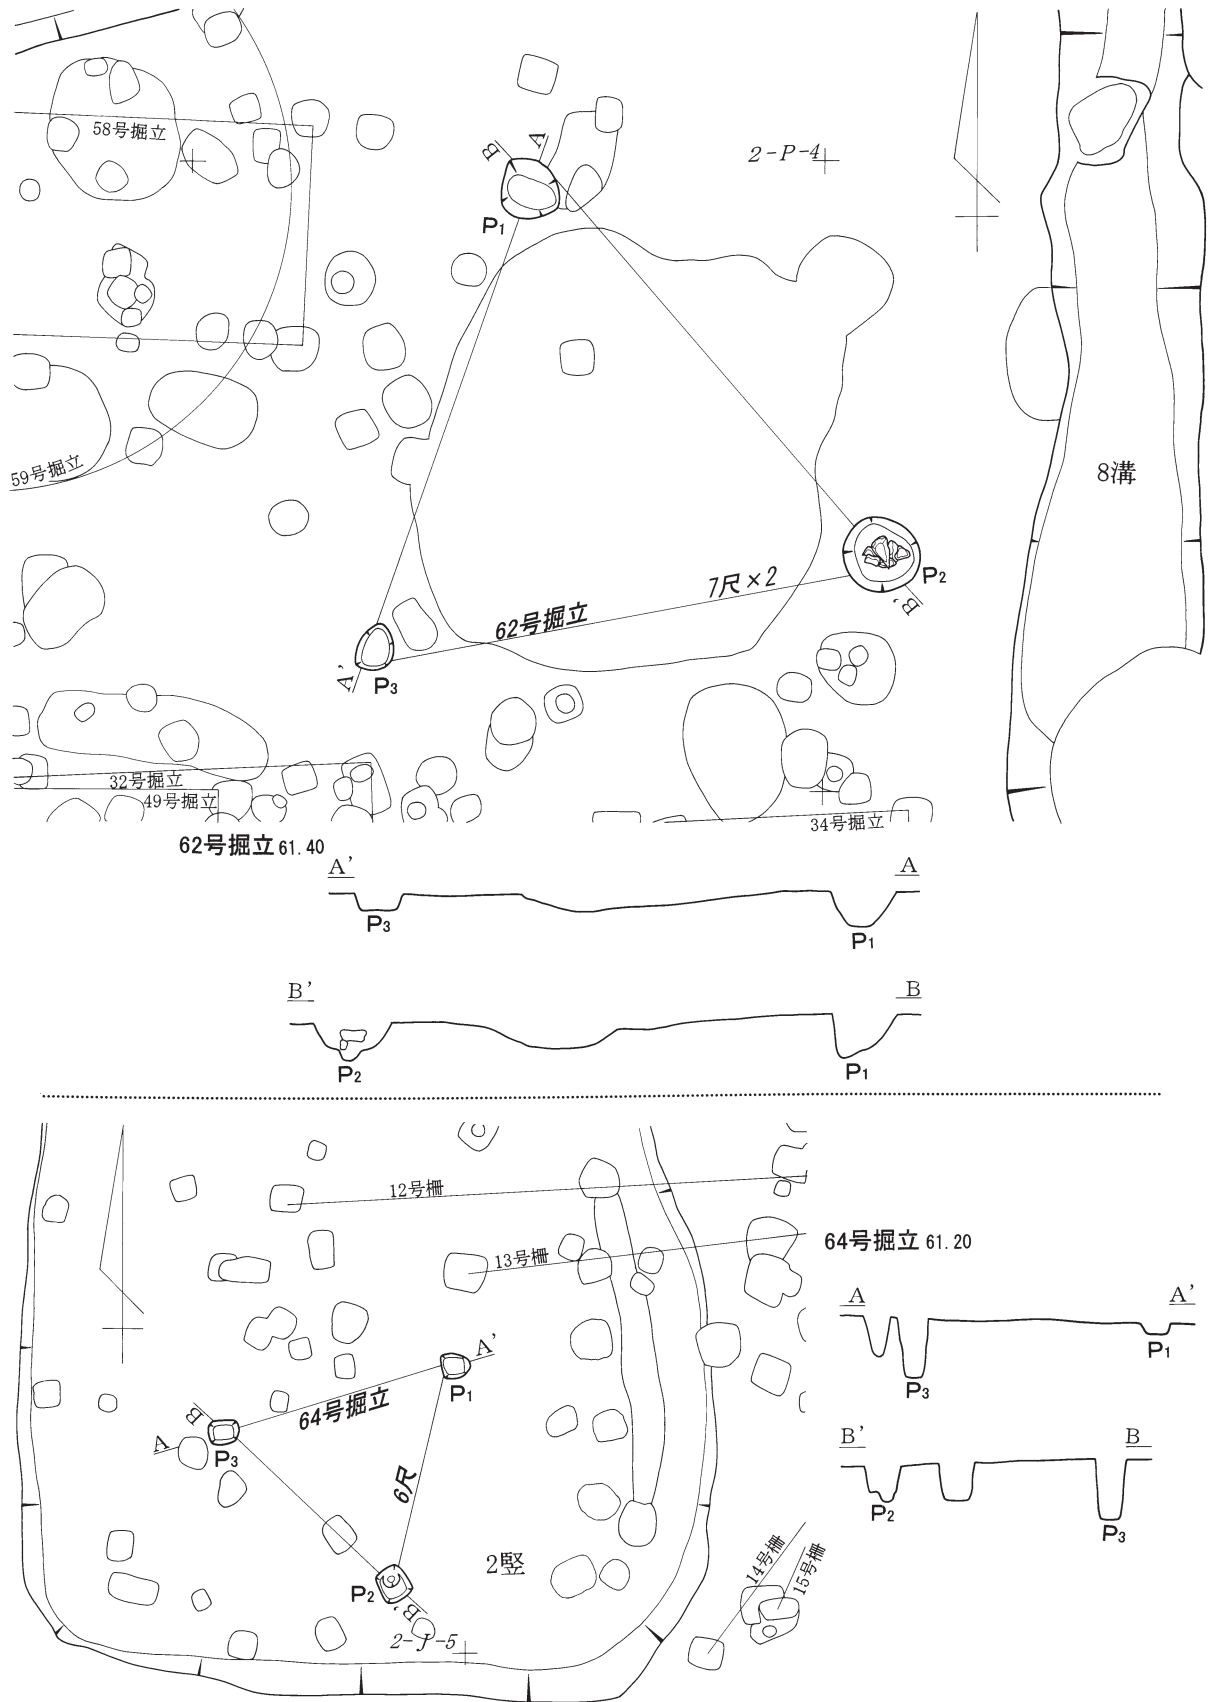 58号掘立
B
A
2-P-4
P1
59号掘立
8溝
7尺×2
P2
B'
62号掘立
A'
P3
32号掘立
49号掘立
34号掘立
62号掘立 61.40
A'
A
P3
P1
B'
B
P2
P1
12号柵
13号柵
64号掘立 61.20
A
A'
P3
P1
A'
P1
64号掘立
B
A
P3
6尺
B'
B
P2
P3
2竪
P2
B'
2-J-5
14号柵
15号柵